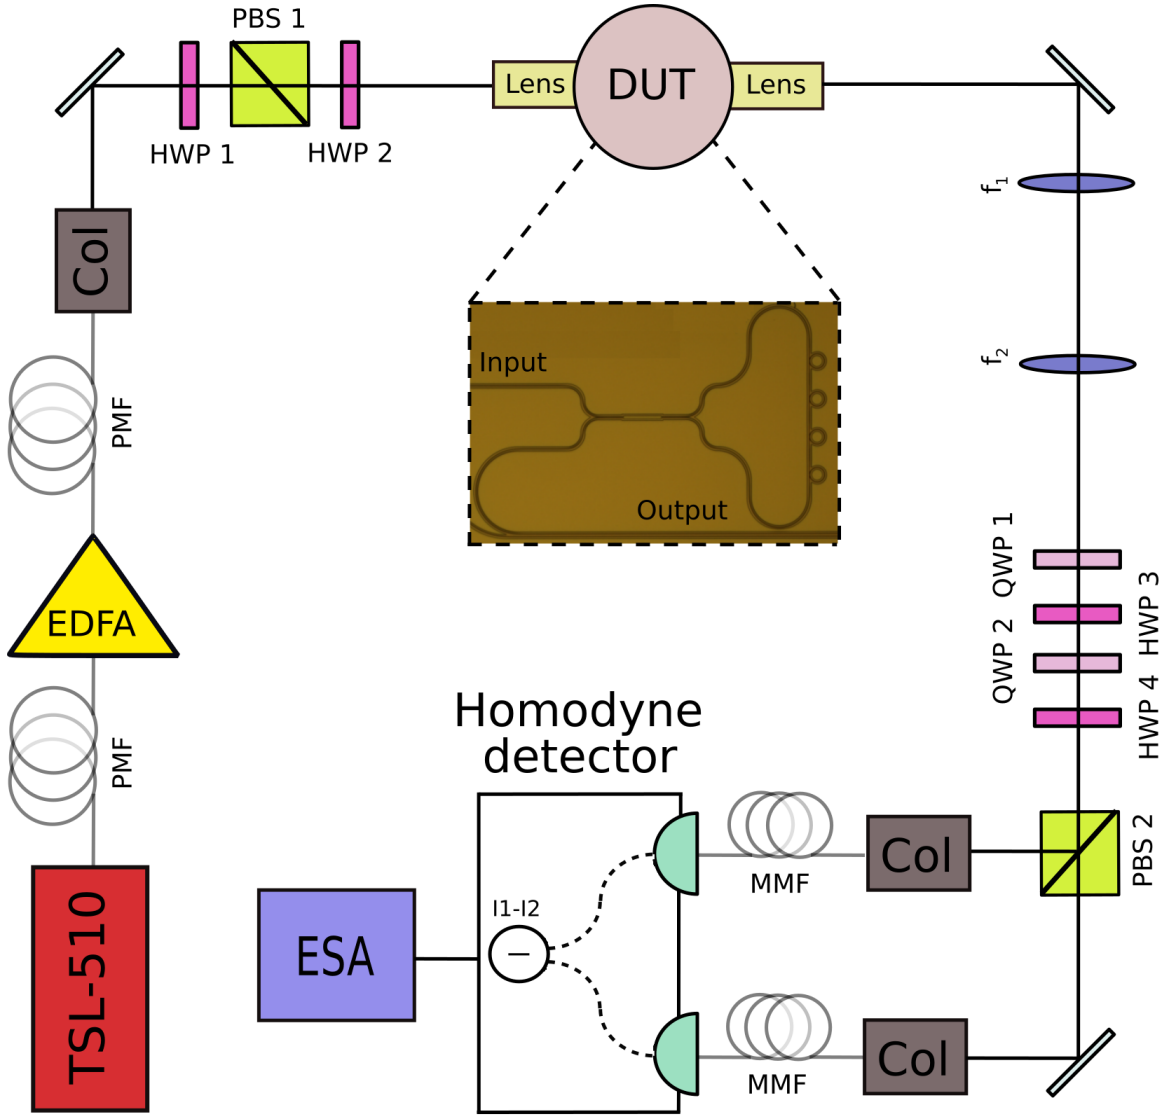 PBS 1
HWP 1
HWP 2
Lens
DUT
Lens
Col
f₁
f₂
Input
Output
PMF
EDFA
PMF
TSL-510
QWP 1
HWP 3
QWP 2
HWP 4
PBS 2
Homodyne
detector
I1-I2
−
ESA
Col
MMF
Col
MMF